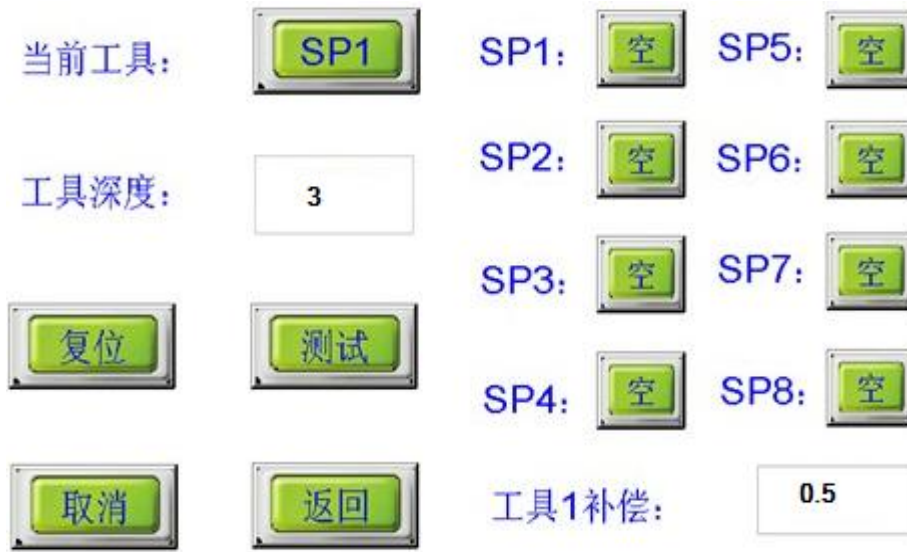 当前工具： SP1 SP1： 空 SP5： 空
工具深度： 3 SP2： 空 SP6： 空
SP3： 空 SP7： 空
复位 测试
SP4： 空 SP8： 空
取消 返回 工具1补偿： 0.5